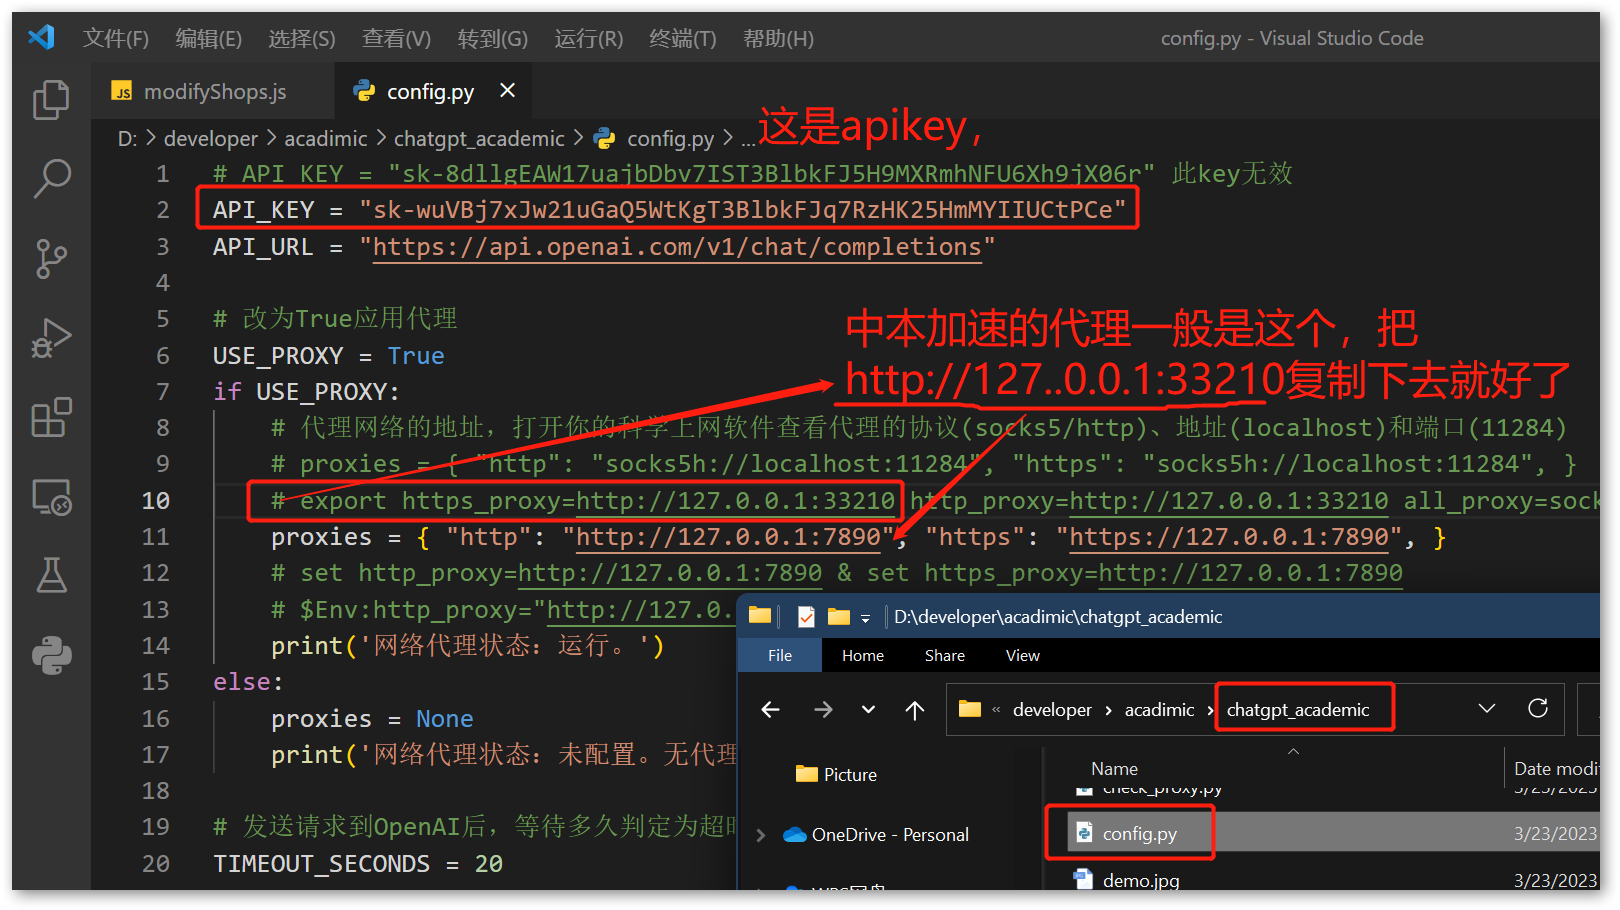 文件(F) 编辑(E) 选择(S) 查看(V) 转到(G) 运行(R) 终端(T) 帮助(H) config.py - Visual Studio Code
JS modifyShops.js config.py ×
D: > developer > acadimic > chatgpt_academic > config.py > ...
这是apikey，
1 # API_KEY = "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" 此key无效
2 API_KEY = "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"
3 API_URL = "https://api.openai.com/v1/chat/completions"
4
5 # 改为True应用代理
6 USE_PROXY = True
7 if USE_PROXY:
中本加速的代理一般是这个，把
http://127..0.0.1:33210复制下去就好了
8 # 代理网络的地址，打开你的科学上网软件查看代理的协议(socks5/http)、地址(localhost)和端口(11284)
9 # proxies = { "http": "socks5h://localhost:11284", "https": "socks5h://localhost:11284", }
10 # export https_proxy=http://127.0.0.1:33210 http_proxy=http://127.0.0.1:33210 all_proxy=sock
11 proxies = { "http": "http://127.0.0.1:7890", "https": "https://127.0.0.1:7890", }
12 # set http_proxy=http://127.0.0.1:7890 & set https_proxy=http://127.0.0.1:7890
13 # $Env:http_proxy="http://127.0.
14 print('网络代理状态：运行。')
15 else:
16 proxies = None
17 print('网络代理状态：未配置。无代理
18
19 # 发送请求到OpenAI后，等待多久判定为超时
20 TIMEOUT_SECONDS = 20
D:\developer\acadimic\chatgpt_academic
File Home Share View
« developer > acadimic > chatgpt_academic
Picture
OneDrive - Personal
Name Date modi
check_proxy.py 3/23/2023
config.py 3/23/2023
demo.jpg 3/23/2023